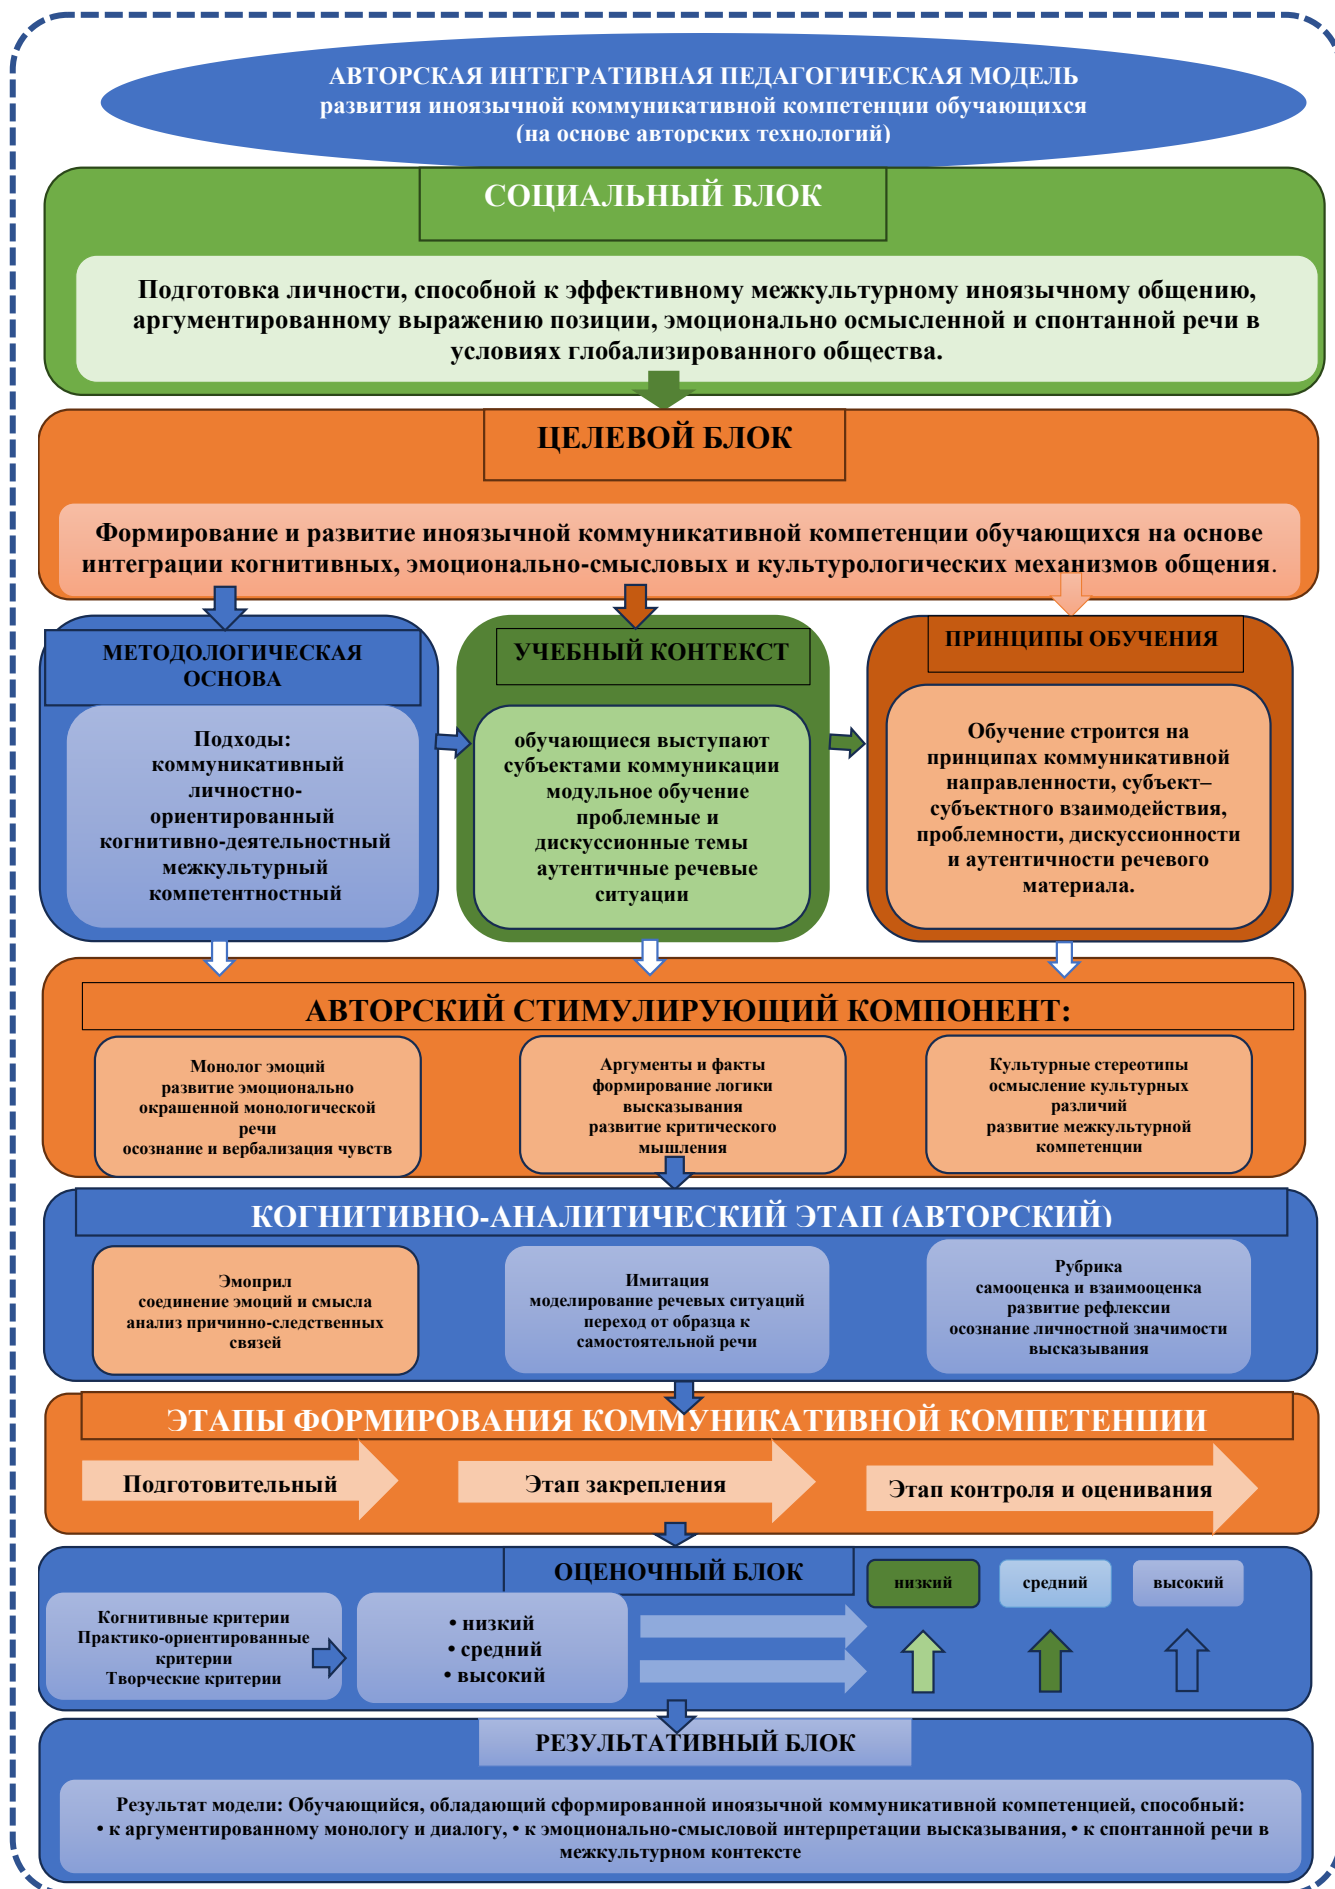 АВТОРСКАЯ ИНТЕГРАТИВНАЯ ПЕДАГОГИЧЕСКАЯ МОДЕЛЬ
развития иноязычной коммуникативной компетенции обучающихся
(на основе авторских технологий)
СОЦИАЛЬНЫЙ БЛОК
Подготовка личности, способной к эффективному межкультурному иноязычному общению,
аргументированному выражению позиции, эмоционально осмысленной и спонтанной речи в
условиях глобализированного общества.
ЦЕЛЕВОЙ БЛОК
Формирование и развитие иноязычной коммуникативной компетенции обучающихся на основе
интеграции когнитивных, эмоционально-смысловых и культурологических механизмов общения.
МЕТОДОЛОГИЧЕСКАЯ
ОСНОВА
Подходы:
коммуникативный
личностно-
ориентированный
когнитивно-деятельностный
межкультурный
компетентностный
УЧЕБНЫЙ КОНТЕКСТ
обучающиеся выступают
субъектами коммуникации
модульное обучение
проблемные и
дискуссионные темы
аутентичные речевые
ситуации
ПРИНЦИПЫ ОБУЧЕНИЯ
Обучение строится на
принципах коммуникативной
направленности, субъект–
субъектного взаимодействия,
проблемности, дискуссионности
и аутентичности речевого
материала.
АВТОРСКИЙ СТИМУЛИРУЮЩИЙ КОМПОНЕНТ:
Монолог эмоций
развитие эмоционально
окрашенной монологической
речи
осознание и вербализация чувств
Аргументы и факты
формирование логики
высказывания
развитие критического
мышления
Культурные стереотипы
осмысление культурных
различий
развитие межкультурной
компетенции
КОГНИТИВНО-АНАЛИТИЧЕСКИЙ ЭТАП (АВТОРСКИЙ)
Эмоприл
соединение эмоций и смысла
анализ причинно-следственных
связей
Имитация
моделирование речевых ситуаций
переход от образца к
самостоятельной речи
Рубрика
самооценка и взаимооценка
развитие рефлексии
осознание личностной значимости
высказывания
ЭТАПЫ ФОРМИРОВАНИЯ КОММУНИКАТИВНОЙ КОМПЕТЕНЦИИ
Подготовительный
Этап закрепления
Этап контроля и оценивания
ОЦЕНОЧНЫЙ БЛОК
Когнитивные критерии
Практико-ориентированные
критерии
Творческие критерии
• низкий
• средний
• высокий
низкий
средний
высокий
РЕЗУЛЬТАТИВНЫЙ БЛОК
Результат модели: Обучающийся, обладающий сформированной иноязычной коммуникативной компетенцией, способный:
• к аргументированному монологу и диалогу, • к эмоционально-смысловой интерпретации высказывания, • к спонтанной речи в
межкультурном контексте